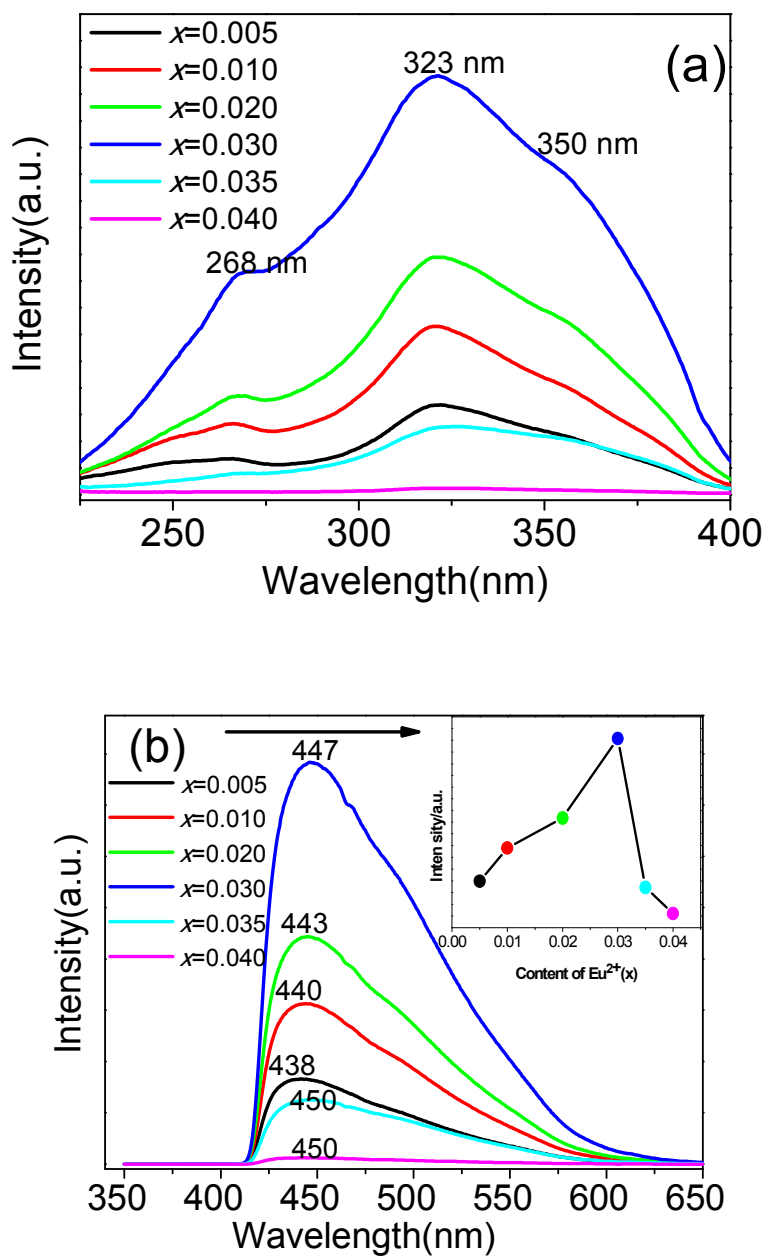 x=0.005
x=0.010
x=0.020
x=0.030
x=0.035
x=0.040
323 nm
(a)
350 nm
268 nm
Intensity(a.u.)
250 300 350 400
Wavelength(nm)
(b)
447
x=0.005
x=0.010
x=0.020
x=0.030
x=0.035
x=0.040
443
440
438
450
450
Intensity(a.u.)
350 400 450 500 550 600 650
Wavelength(nm)
Inten sity/a.u.
0.00 0.01 0.02 0.03 0.04
Content of Eu²⁺(x)